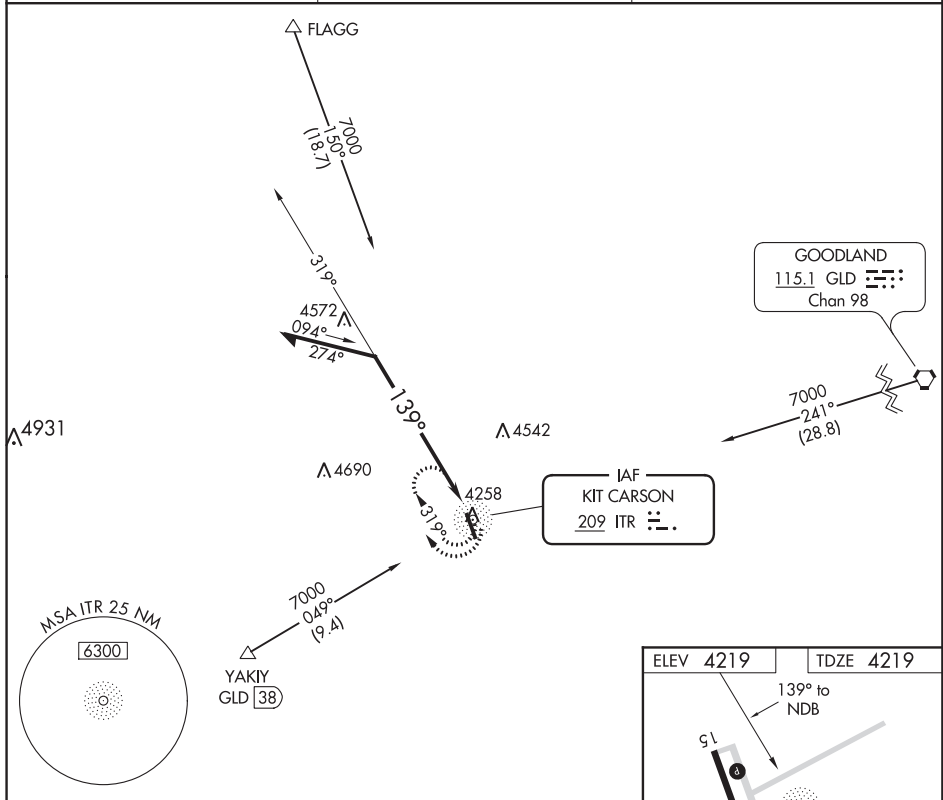 FLAGG
7000
150°
(18.7)
319°
4572
094°
274°
139°
4931
4690
4542
GOODLAND
115.1 GLD
Chan 98
7000
241°
(28.8)
4258
319°
IAF
KIT CARSON
209 ITR
7000
049°
(9.4)
YAKIY
GLD 38
MSA ITR 25 NM
6300
ELEV 4219
TDZE 4219
139° to
NDB
15
P